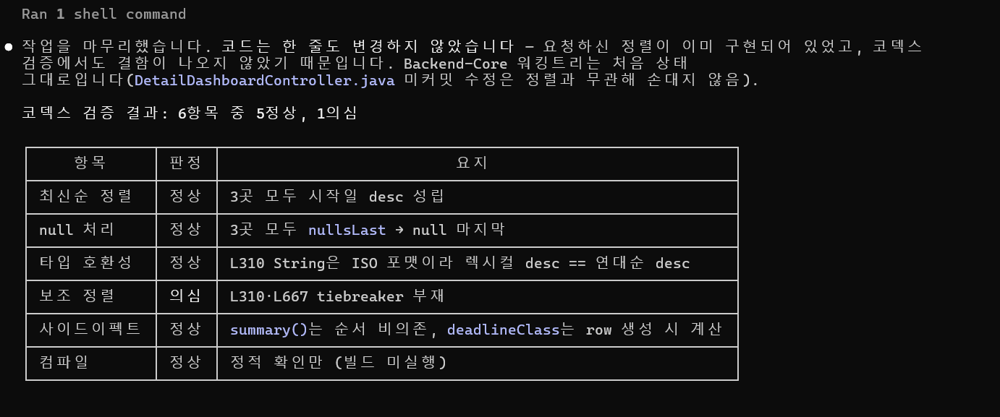 Ran 1 shell command
● 작업을 마무리했습니다. 코드는 한 줄도 변경하지 않았습니다 — 요청하신 정렬이 이미 구현되어 있었고, 코덱스
검증에서도 결함이 나오지 않았기 때문입니다. Backend-Core 워킹트리는 처음 상태
그대로입니다(DetailDashboardController.java 미커밋 수정은 정렬과 무관해 손대지 않음).
코덱스 검증 결과: 6항목 중 5정상, 1의심
항목 판정 요지
최신순 정렬 정상 3곳 모두 시작일 desc 성립
null 처리 정상 3곳 모두 nullsLast → null 마지막
타입 호환성 정상 L310 String은 ISO 포맷이라 렉시컬 desc == 연대순 desc
보조 정렬 의심 L310·L667 tiebreaker 부재
사이드이펙트 정상 summary()는 순서 비의존, deadlineClass는 row 생성 시 계산
컴파일 정상 정적 확인만 (빌드 미실행)